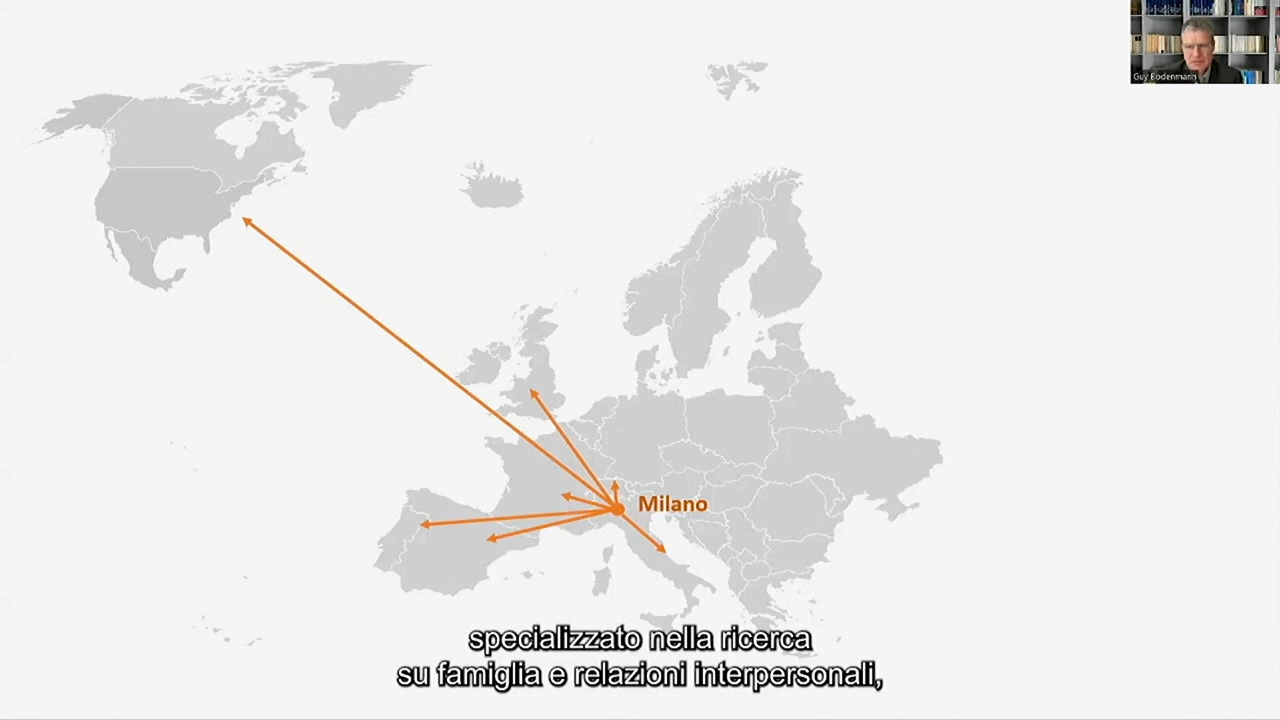 Guy Bodenmann
Milano
specializzato nella ricerca
su famiglia e relazioni interpersonali,